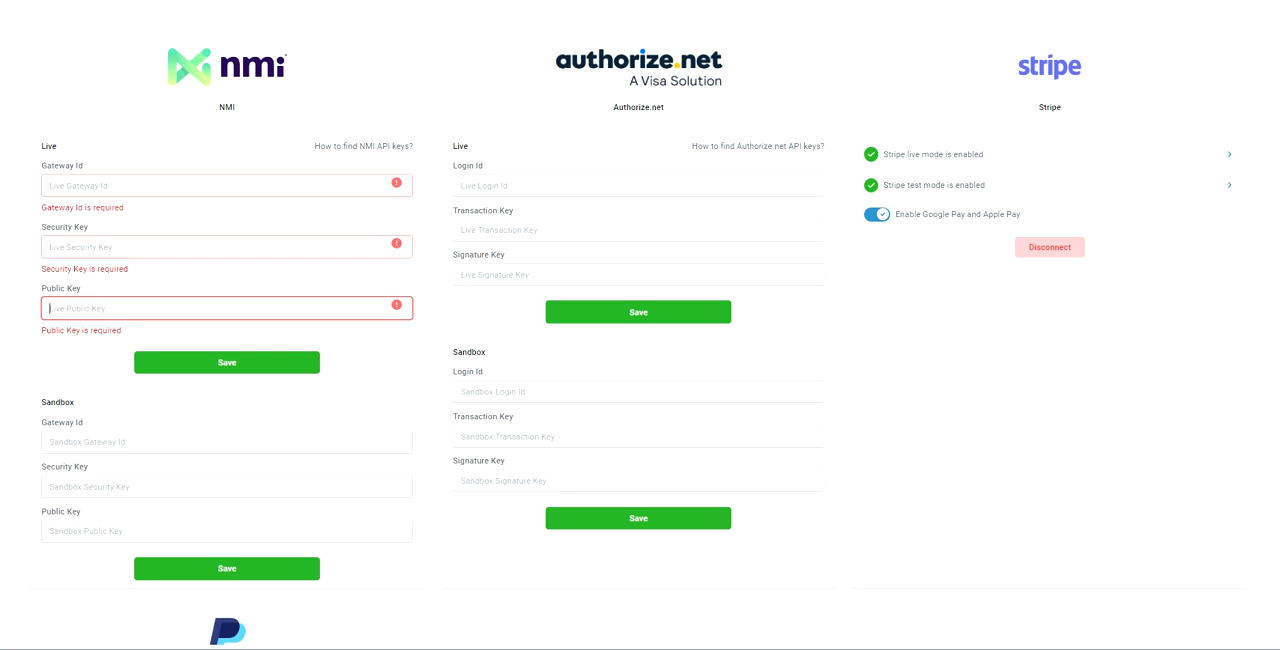 nmi
NMI
Live
How to find NMI API keys?
Gateway Id
Live Gateway Id
Gateway Id is required
Security Key
Live Security Key
Security Key is required
Public Key
Live Public Key
Public Key is required
Save
Sandbox
Gateway Id
Sandbox Gateway Id
Security Key
Sandbox Security Key
Public Key
Sandbox Public Key
Save
authorize.net
A Visa Solution
Authorize.net
Live
How to find Authorize.net API keys?
Login Id
Live Login Id
Transaction Key
Live Transaction Key
Signature Key
Live Signature Key
Save
Sandbox
Login Id
Sandbox Login Id
Transaction Key
Sandbox Transaction Key
Signature Key
Sandbox Signature Key
Save
stripe
Stripe
Stripe live mode is enabled
Stripe test mode is enabled
Enable Google Pay and Apple Pay
Disconnect